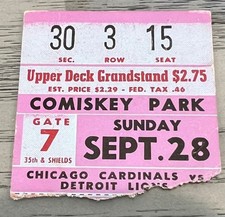 30 3 15
SEC. ROW SEAT
Upper Deck Grandstand $2.75
EST. PRICE $2.29 - FED. TAX .46
COMISKEY PARK
GATE
7
35th & SHIELDS
SUNDAY
SEPT. 28
CHICAGO CARDINALS VS
DETROIT LIONS